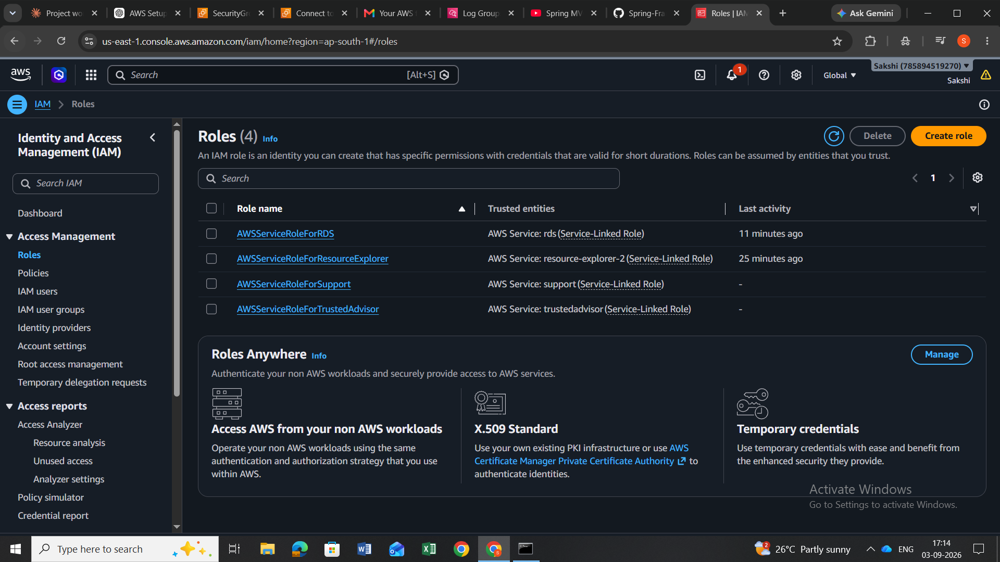 Project wo
AWS Setup
SecurityGr
Connect to
Your AWS
Log Group
Spring MV
Spring-Fra
Roles | IAM
Ask Gemini
us-east-1.console.aws.amazon.com/iam/home?region=ap-south-1#/roles
S
aws
Search
[Alt+S]
1
Global
Sakshi (785894519270)
Sakshi
IAM
Roles
Identity and Access
Management (IAM)
Search IAM
Dashboard
Access Management
Roles
Policies
IAM users
IAM user groups
Identity providers
Account settings
Root access management
Temporary delegation requests
Access reports
Access Analyzer
Resource analysis
Unused access
Analyzer settings
Policy simulator
Credential report
Roles (4) Info
Delete
Create role
An IAM role is an identity you can create that has specific permissions with credentials that are valid for short durations. Roles can be assumed by entities that you trust.
Search
1
Role name Trusted entities Last activity
AWSServiceRoleForRDS AWS Service: rds (Service-Linked Role) 11 minutes ago
AWSServiceRoleForResourceExplorer AWS Service: resource-explorer-2 (Service-Linked Role) 25 minutes ago
AWSServiceRoleForSupport AWS Service: support (Service-Linked Role) -
AWSServiceRoleForTrustedAdvisor AWS Service: trustedadvisor (Service-Linked Role) -
Roles Anywhere Info
Manage
Authenticate your non AWS workloads and securely provide access to AWS services.
Access AWS from your non AWS workloads
Operate your non AWS workloads using the same
authentication and authorization strategy that you use
within AWS.
X.509 Standard
Use your own existing PKI infrastructure or use AWS
Certificate Manager Private Certificate Authority to
authenticate identities.
Temporary credentials
Use temporary credentials with ease and benefit from
the enhanced security they provide.
Activate Windows
Go to Settings to activate Windows.
Type here to search
2
26°C Partly sunny
ENG
17:14
03-09-2026